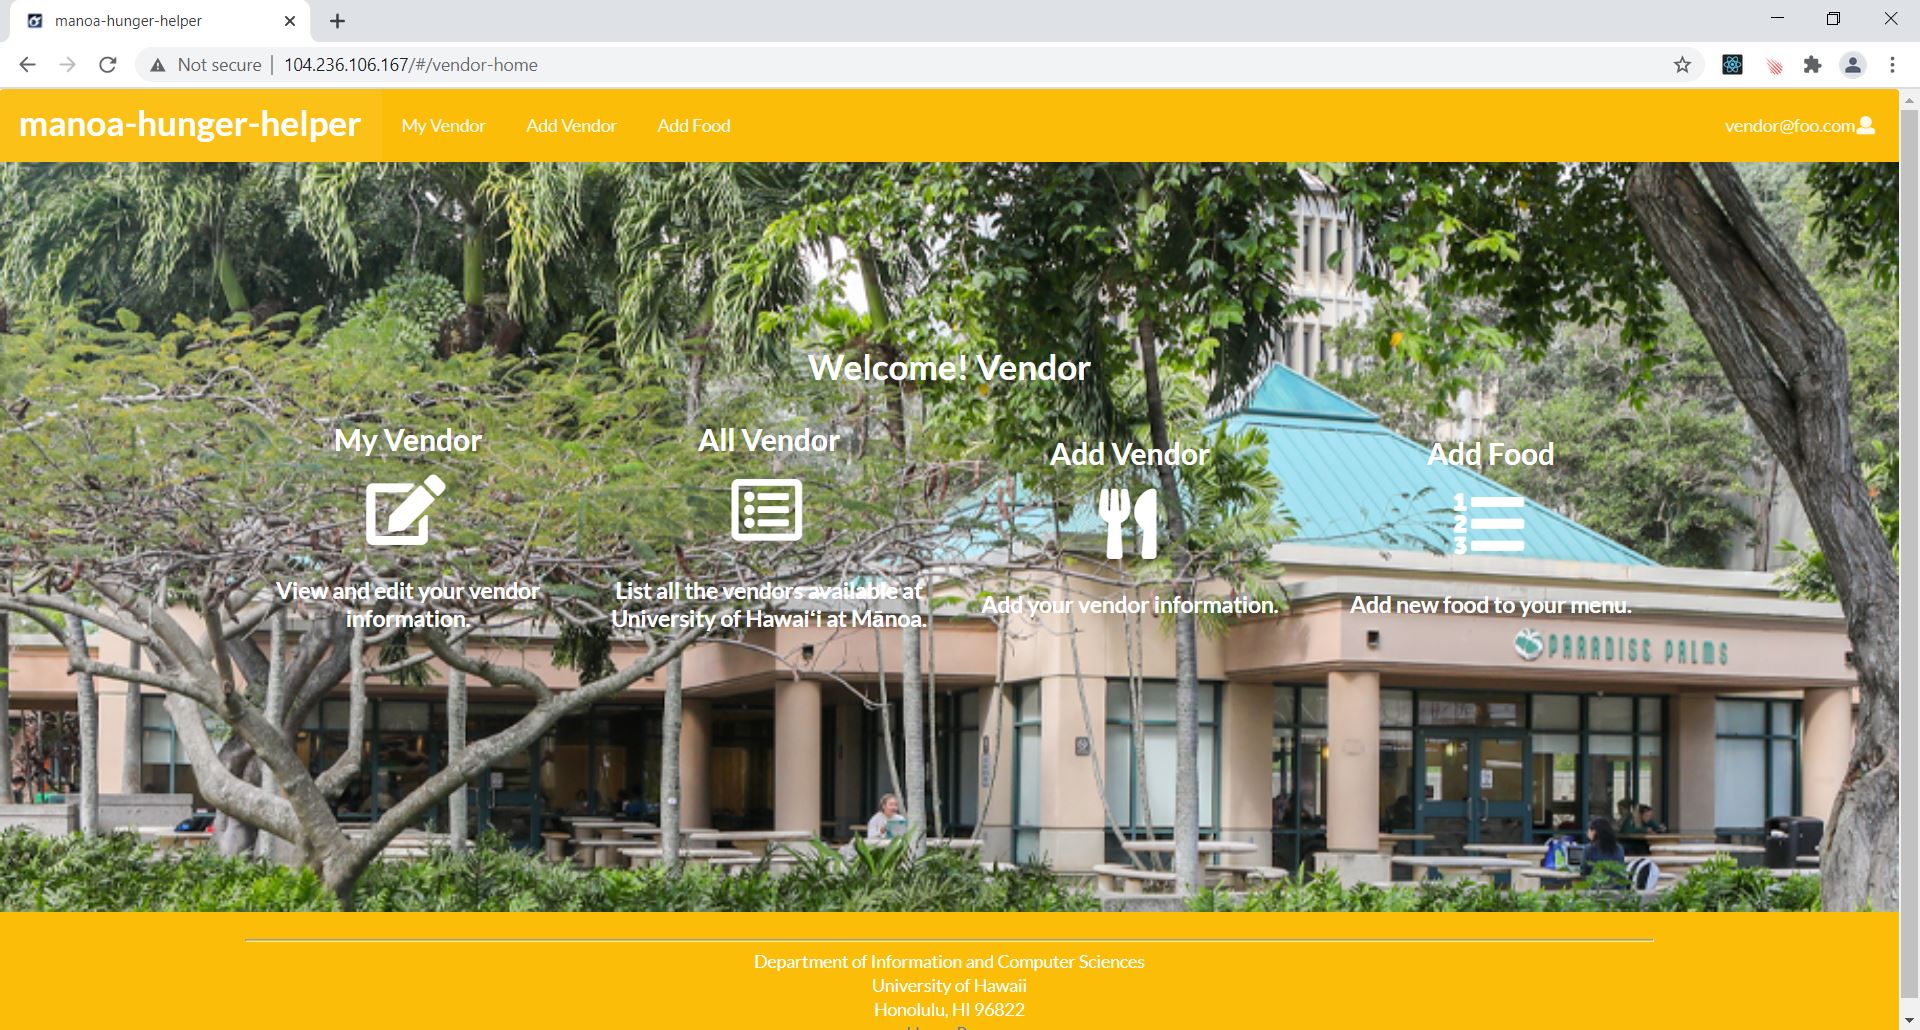 manoa-hunger-helper
Not secure | 104.236.106.167/#/vendor-home
manoa-hunger-helper My Vendor Add Vendor Add Food vendor@foo.com
Welcome! Vendor
My Vendor
View and edit your vendor
information.
All Vendor
List all the vendors available at
University of Hawaiʻi at Mānoa.
Add Vendor
Add your vendor information.
Add Food
1
2
3
Add new food to your menu.
PARADISE PALMS
Department of Information and Computer Sciences
University of Hawaii
Honolulu, HI 96822